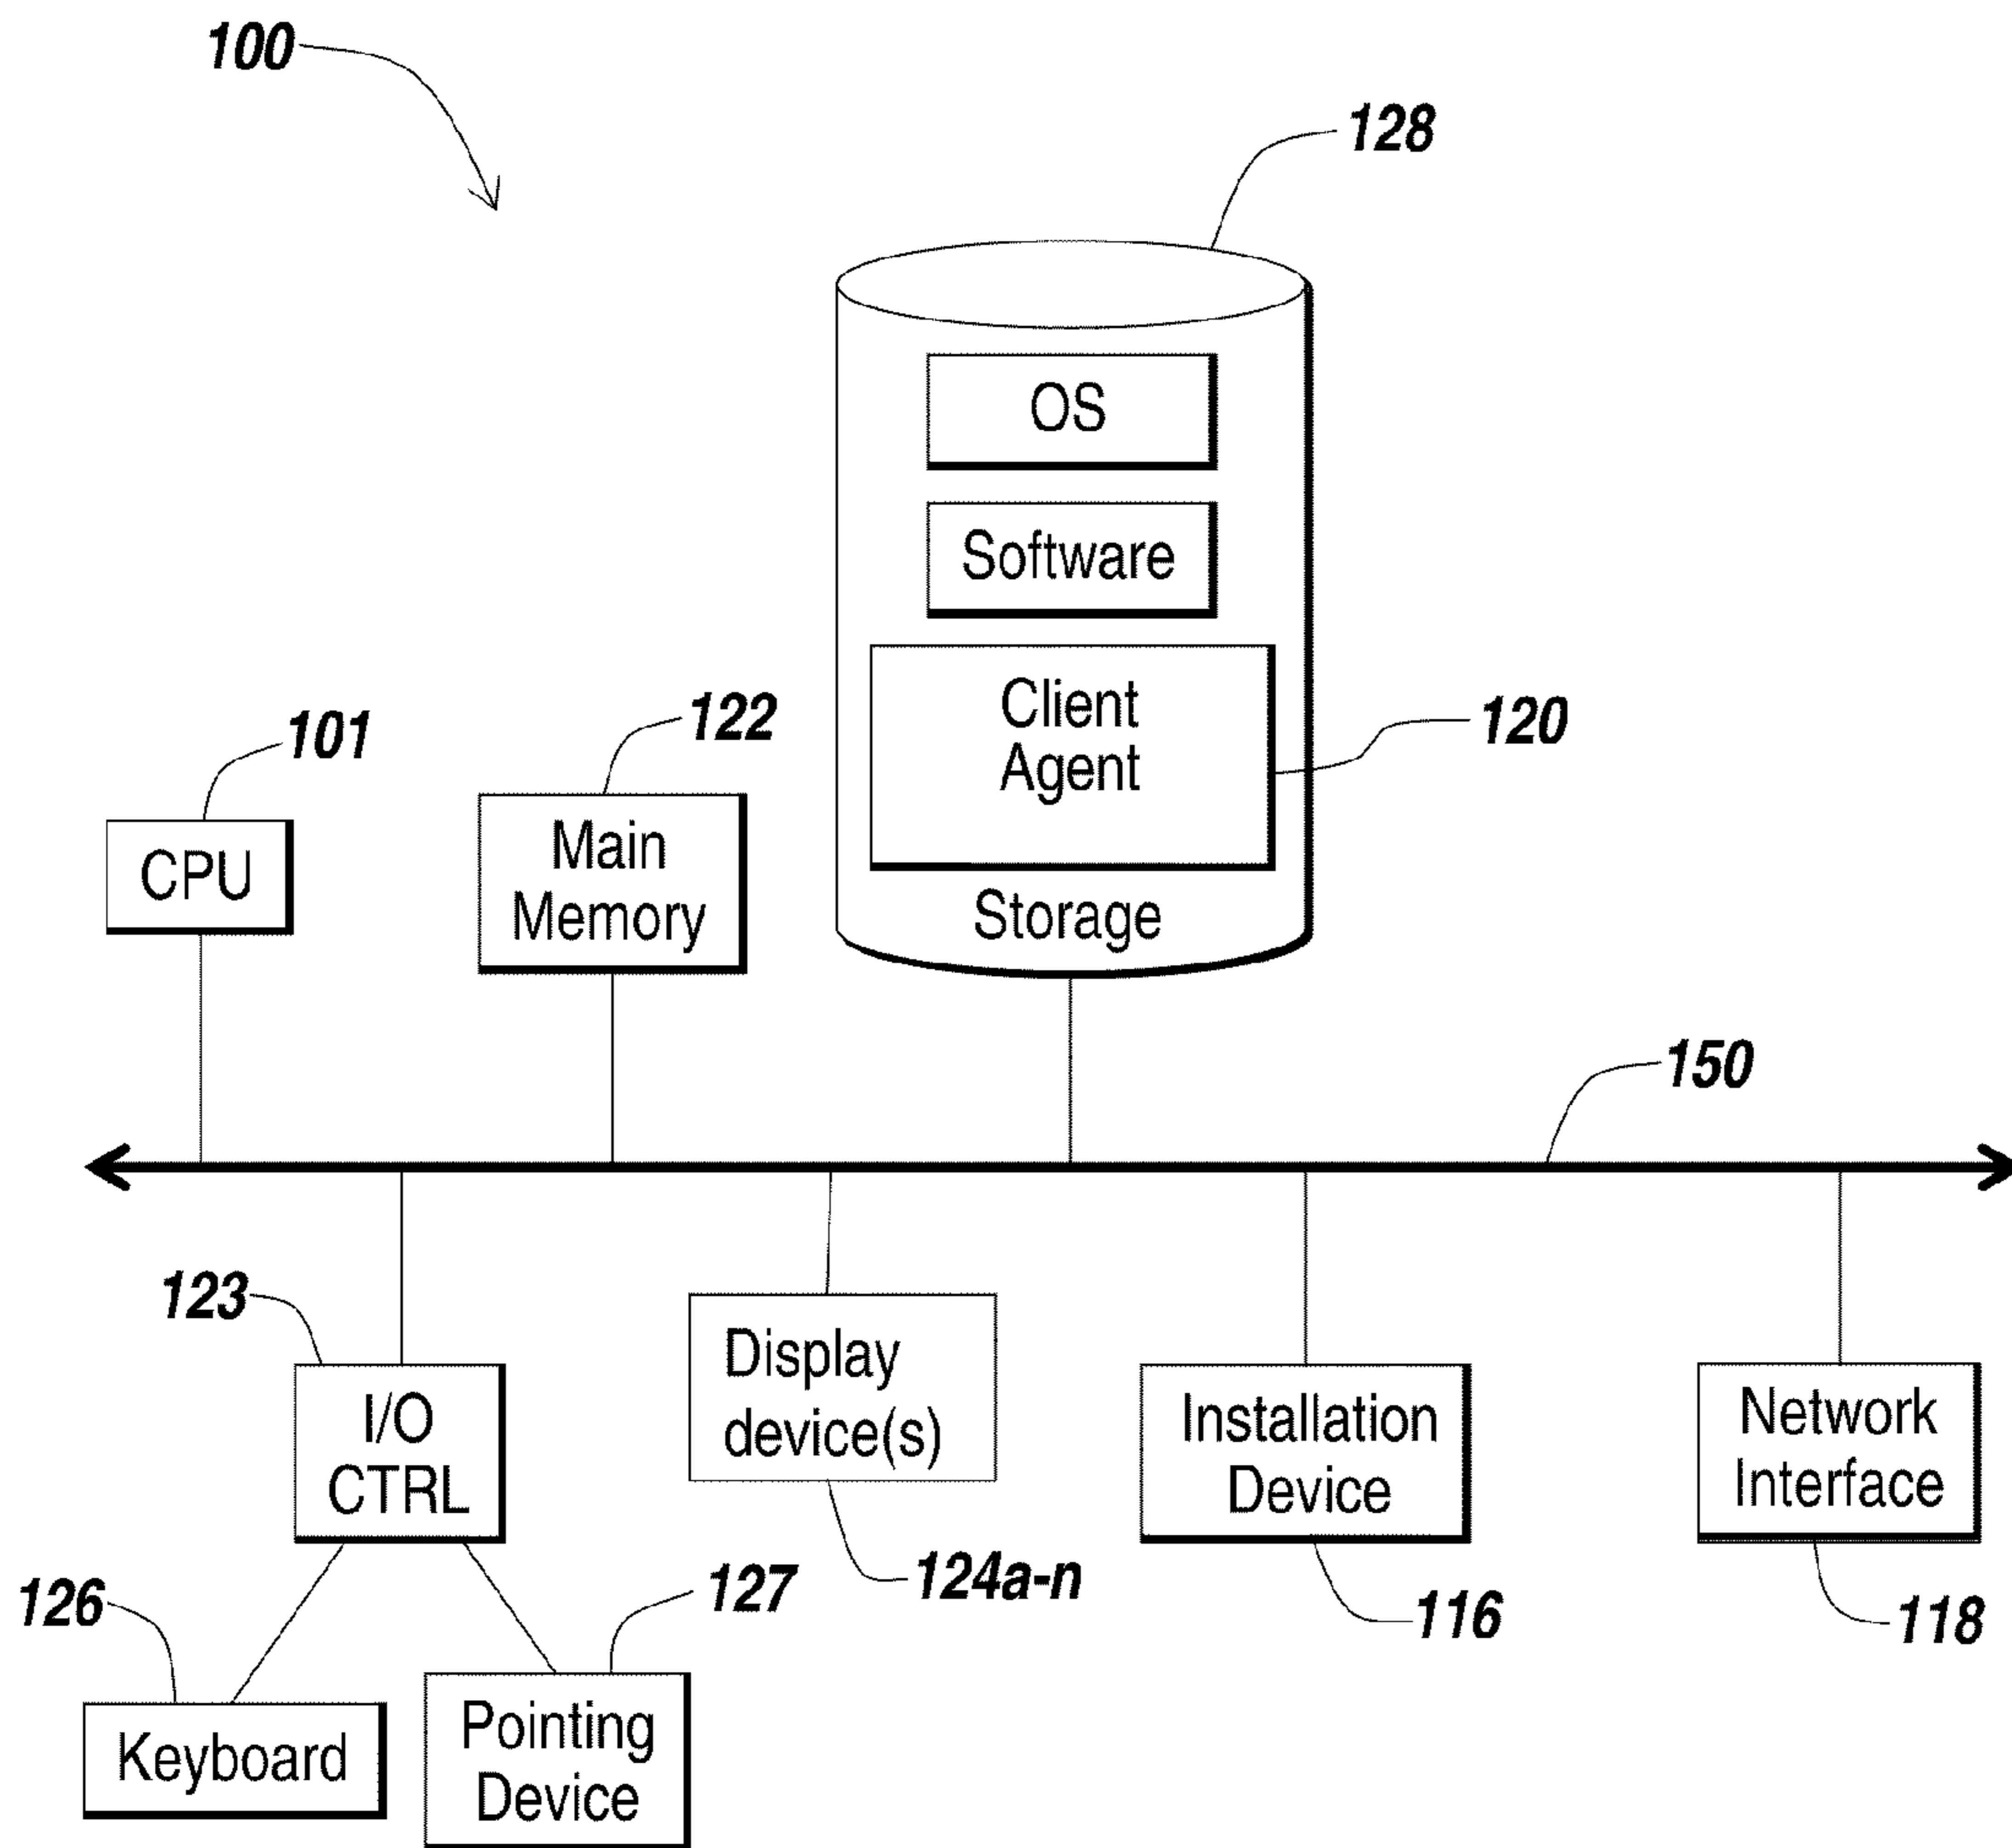 100
128
OS
Software
Client
Agent
120
Storage
101
CPU
122
Main
Memory
150
123
I/O
CTRL
Display
device(s)
124a-n
Installation
Device
116
Network
Interface
118
126
Keyboard
127
Pointing
Device